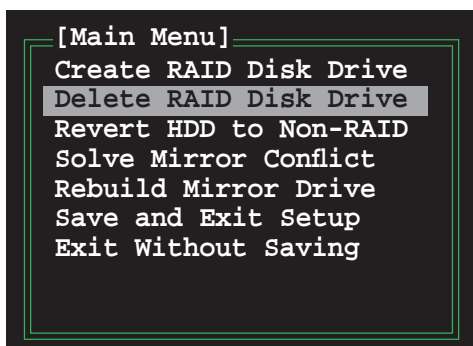 [Main Menu]
Create RAID Disk Drive
Delete RAID Disk Drive
Revert HDD to Non-RAID
Solve Mirror Conflict
Rebuild Mirror Drive
Save and Exit Setup
Exit Without Saving